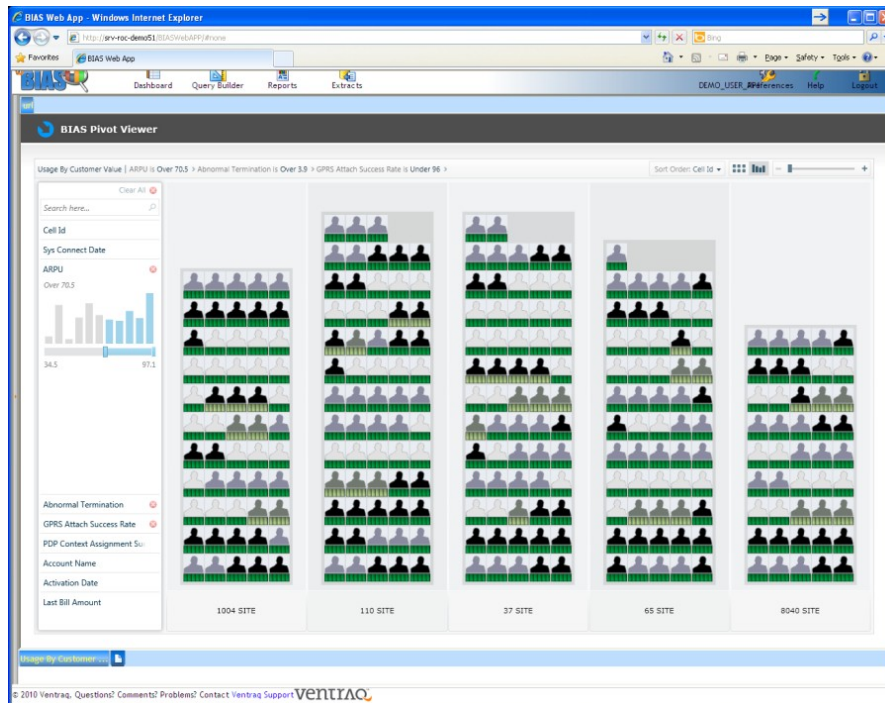 BIAS Web App - Windows Internet Explorer
http://srv-roc-demo51/BIASWebAPP/#none
Bing
Favorites
BIAS Web App
Page
Safety
Tools
BIAS
Dashboard
Query Builder
Reports
Extracts
DEMO_USER_
Preferences
Help
Logout
BIAS Pivot Viewer
Usage By Customer Value | ARPU is Over 70.5 > Abnormal Termination is Over 3.9 > GPRS Attach Success Rate is Under 96 >
Sort Order: Cell Id
Clear All
Search here...
Cell Id
Sys Connect Date
ARPU
Over 70.5
34.5
97.1
Abnormal Termination
GPRS Attach Success Rate
PDP Context Assignment Su
Account Name
Activation Date
Last Bill Amount
1004 SITE
110 SITE
37 SITE
65 SITE
8040 SITE
Usage By Customer ...
© 2010 Ventraq, Questions? Comments? Problems? Contact Ventraq Support
ventraq